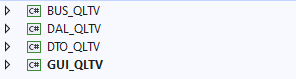 C# BUS_QLTV
C# DAL_QLTV
C# DTO_QLTV
C# GUI_QLTV